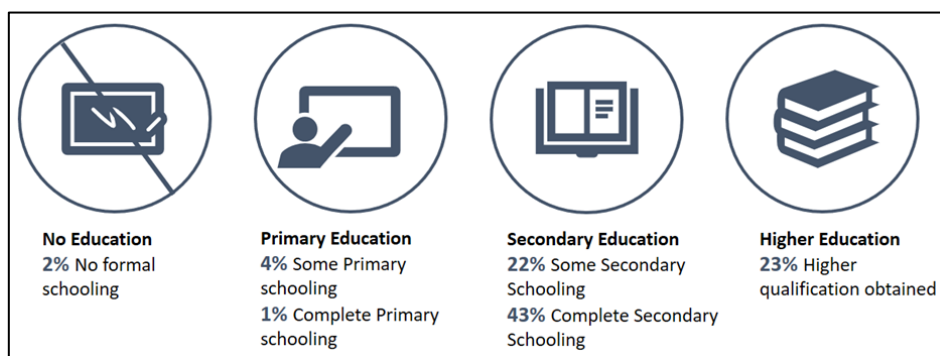 No Education
2% No formal
schooling
Primary Education
4% Some Primary
schooling
1% Complete Primary
schooling
Secondary Education
22% Some Secondary
Schooling
43% Complete Secondary
Schooling
Higher Education
23% Higher
qualification obtained